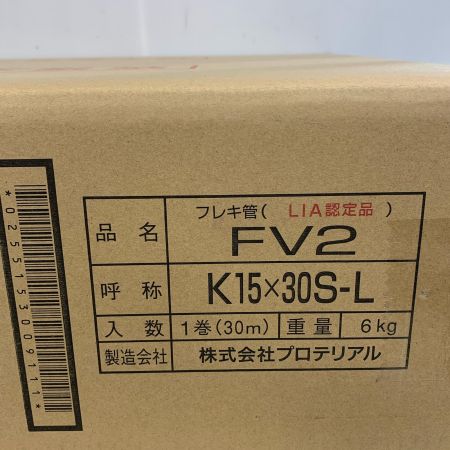 品名 フレキ管( LIA認定品 )
FV2
呼称 K15×30S-L
入数 1巻(30m) 重量 6kg
製造会社 株式会社プロテリアル
*0255153009111*